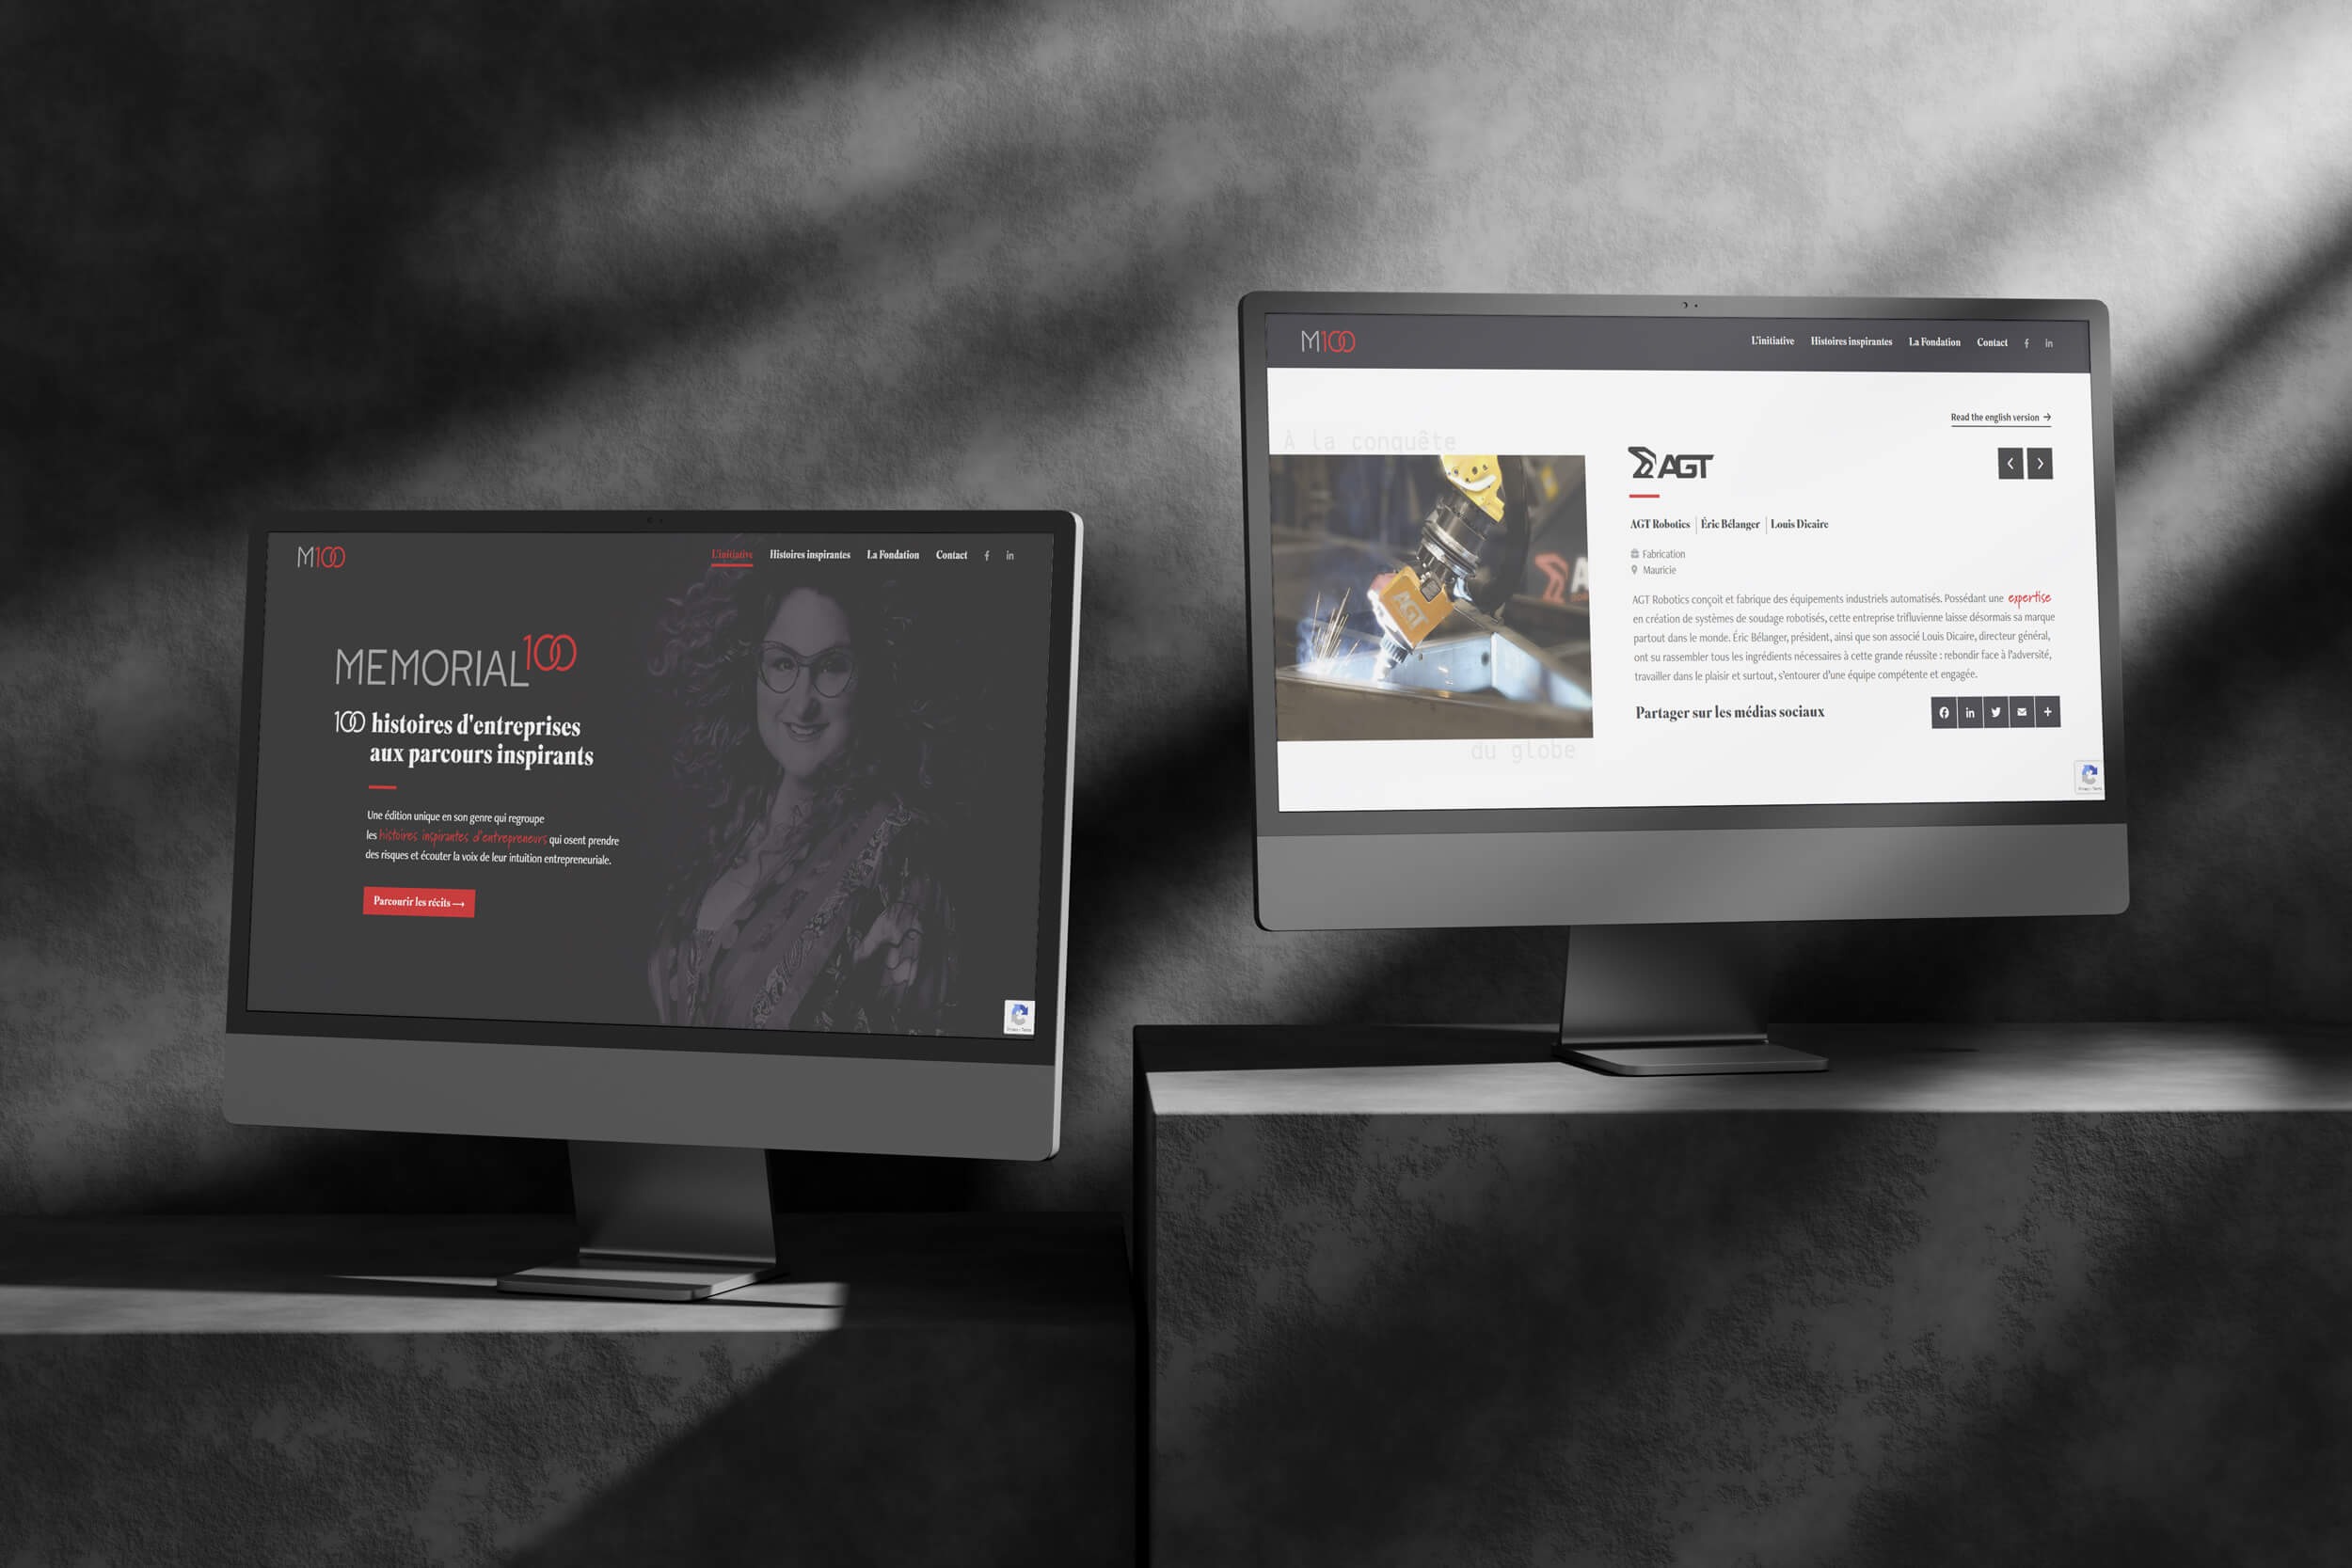 M100
L'initiative
Histoires inspirantes
La Fondation
Contact
f
in
MEMORIAL100
100 histoires d'entreprises
aux parcours inspirants
Une édition unique en son genre qui regroupe
les histoires inspirantes d'entrepreneurs qui osent prendre
des risques et écouter la voix de leur intuition entrepreneuriale.
Parcourir les récits →
M100
L'initiative
Histoires inspirantes
La Fondation
Contact
f
in
Read the english version →
À la conquête
AGT
AGT
A
AGT Robotics | Éric Bélanger | Louis Dicaire
Fabrication
Mauricie
AGT Robotics conçoit et fabrique des équipements industriels automatisés. Possédant une expertise
en création de systèmes de soudage robotisés, cette entreprise trifluvienne laisse désormais sa marque
partout dans le monde. Éric Bélanger, président, ainsi que son associé Louis Dicaire, directeur général,
ont su rassembler tous les ingrédients nécessaires à cette grande réussite : rebondir face à l'adversité,
travailler dans le plaisir et surtout, s'entourer d'une équipe compétente et engagée.
Partager sur les médias sociaux
in
+
du globe